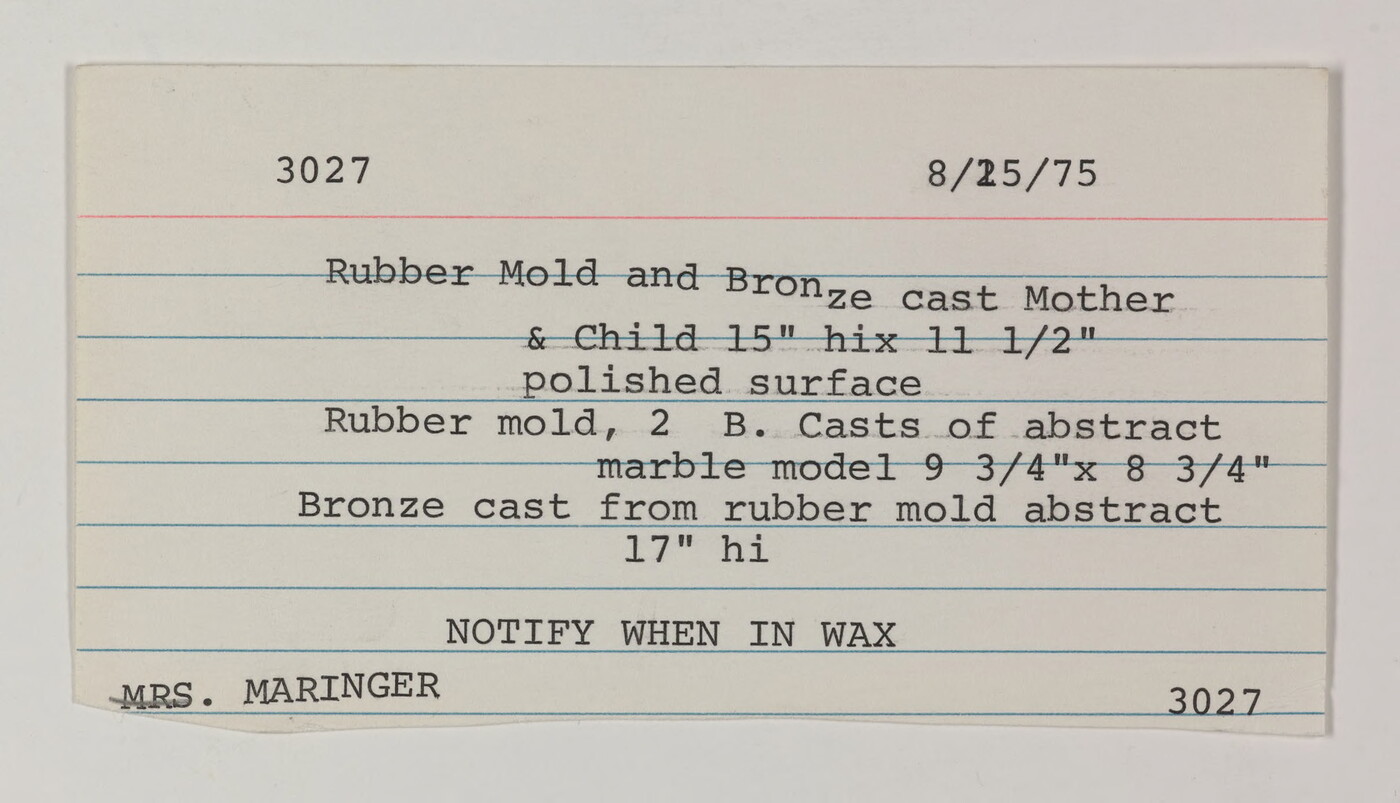 3027 8/25/75
Rubber Mold and Bronze cast Mother
& Child 15" hix 11 1/2"
polished surface
Rubber mold, 2 B. Casts of abstract
marble model 9 3/4"x 8 3/4"
Bronze cast from rubber mold abstract
17" hi
NOTIFY WHEN IN WAX
MRS. MARINGER 3027